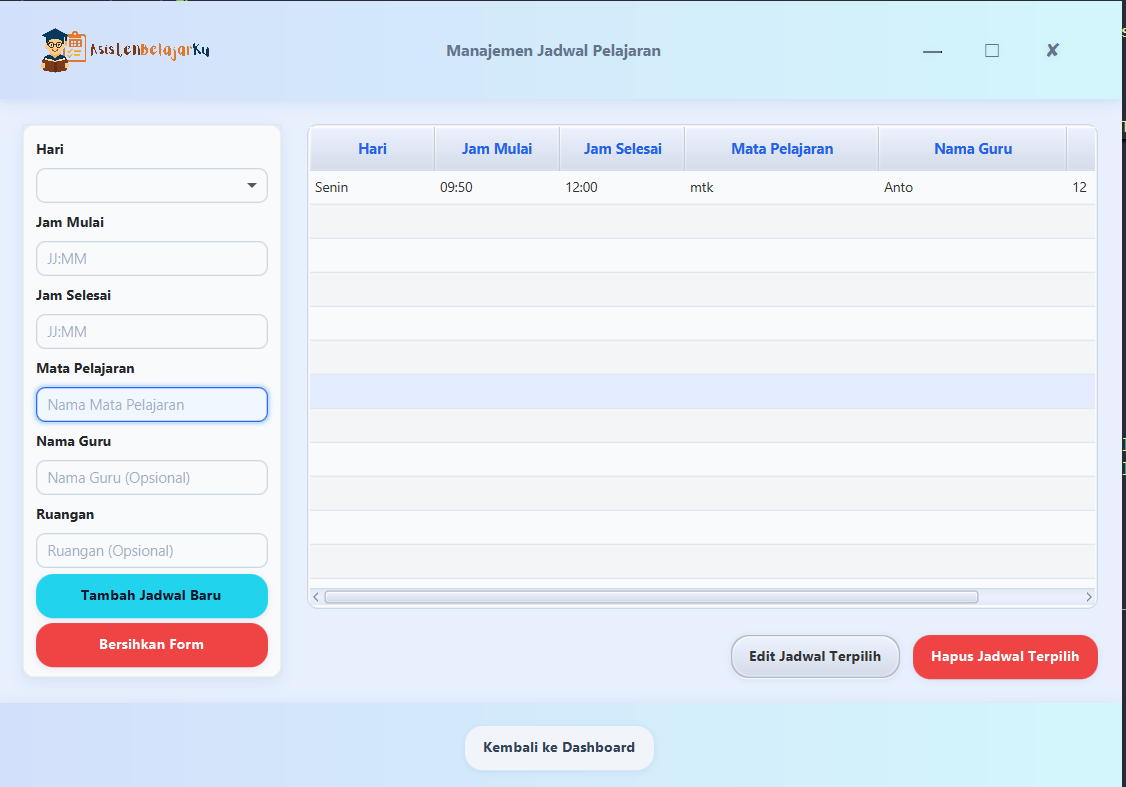 AsistenBelajarKu
Manajemen Jadwal Pelajaran
Hari
Jam Mulai
JJ:MM
Jam Selesai
JJ:MM
Mata Pelajaran
Nama Mata Pelajaran
Nama Guru
Nama Guru (Opsional)
Ruangan
Ruangan (Opsional)
Tambah Jadwal Baru
Bersihkan Form
Hari Jam Mulai Jam Selesai Mata Pelajaran Nama Guru
Senin 09:50 12:00 mtk Anto 12
Edit Jadwal Terpilih Hapus Jadwal Terpilih
Kembali ke Dashboard